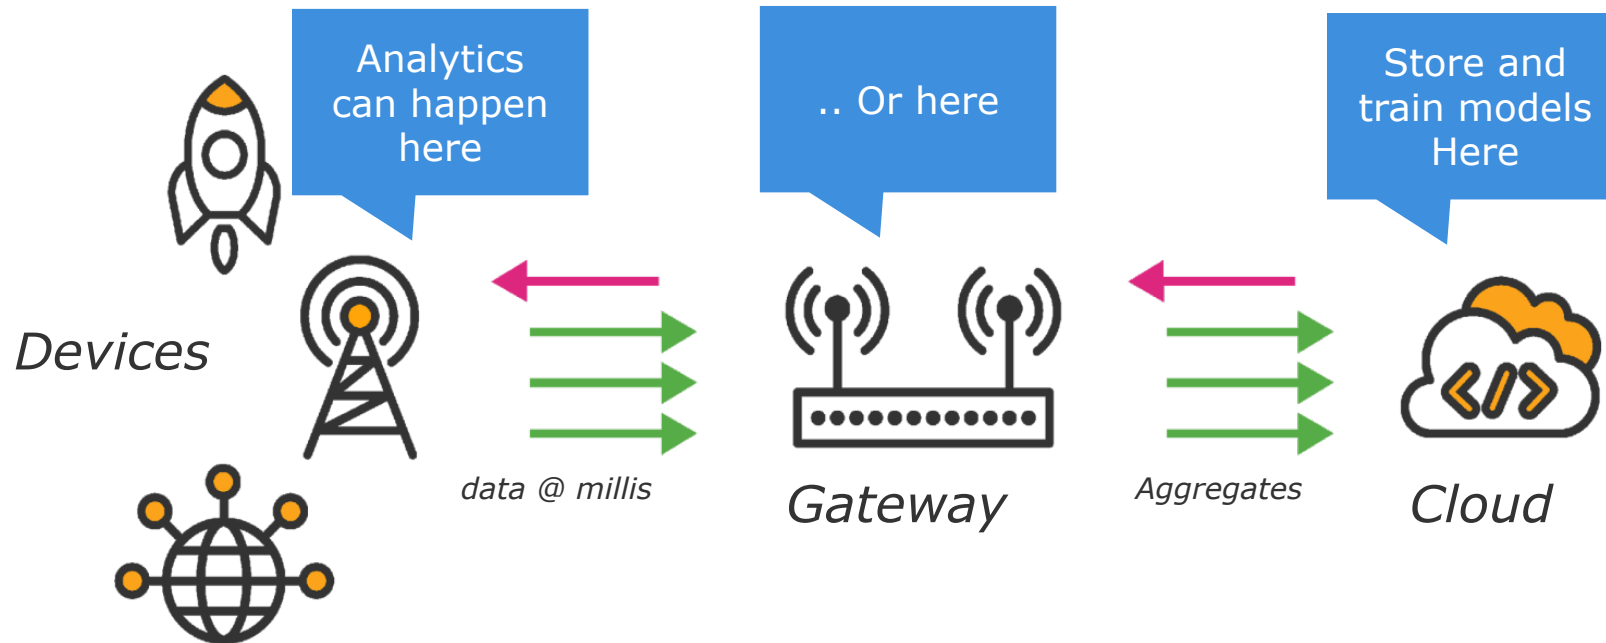 Analytics
can happen
here
.. Or here
Store and
train models
Here
Devices
data @ millis
Gateway
Aggregates
Cloud
</>